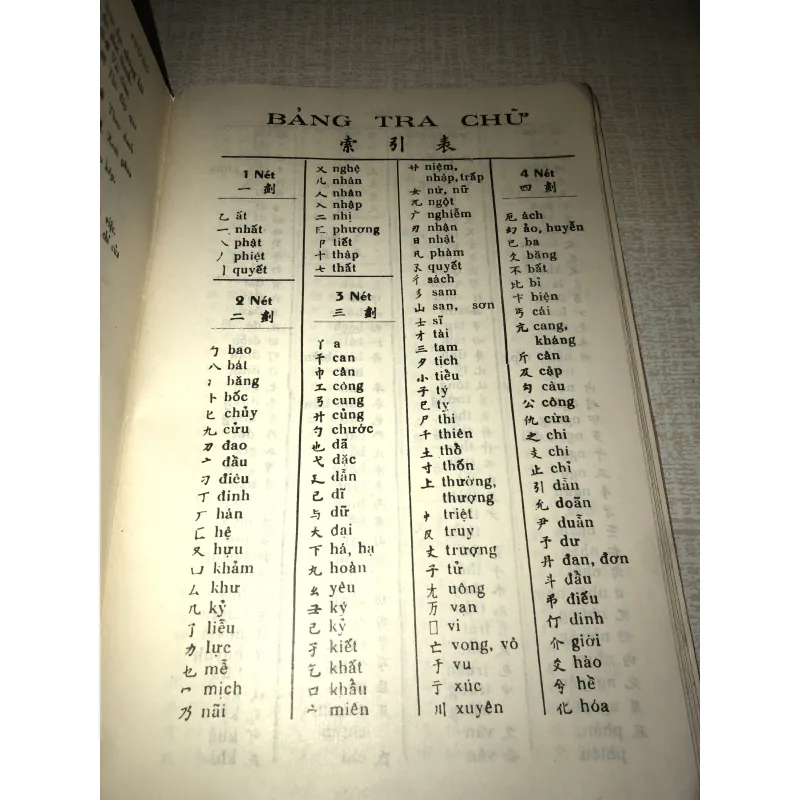 BẢNG TRA CHỮ
索 引 表
1 Nét
一 劃
乙 ất
一 nhất
丶 phật
丿 phiệt
亅 quyết
2 Nét
二 劃
勹 bao
八 bát
冫 băng
卜 bốc
匕 chủy
九 cửu
刀 đao
亠 đầu
刁 điêu
丁 đinh
厂 hán
匸 hệ
又 hựu
凵 khảm
厶 khư
几 kỷ
了 liễu
力 lực
mễ
冖 mịch
乃 nãi
乂 nghệ
儿 nhân
人 nhân
入 nhập
二 nhị
匚 phương
卩 tiết
十 thập
七 thất
3 Nét
三 劃
丫 a
干 can
巾 cân
工 công
弓 cung
廾 củng
勺 chước
也 dã
弋 dặc
廴 dẫn
已 dĩ
与 dữ
大 đại
下 há, hạ
丸 hoàn
幺 yêu
ký
己 kỷ
孑 kiết
乞 khất
口 khẩu
宀 miên
廿 niệm,
nhập, trấp
女 nứ, nữ
兀 ngột
广 nghiễm
刃 nhận
日 nhật
凡 phàm
quyết
彳 sách
彡 sam
山 san, sơn
士 sĩ
才 tài
三 tam
夕 tịch
小 tiểu
子 tý
巳 tỵ
尸 thi
千 thiên
土 thổ
寸 thốn
上 thường,
thượng
屮 triệt
truy
丈 trượng
子 tử
尢 uông
万 vạn
囗 vi
亡 vong, vô
于 vu
亍 xúc
川 xuyên
4 Nét
四 劃
厄 ách
幻 ảo, huyễn
巴 ba
夂 băng
不 bất
比 bỉ
卞 biện
丐 cái
亢 cang,
kháng
斤 cân
及 cập
勾 câu
公 công
仇 cừu
之 chi
支 chi
止 chỉ
引 dẫn
允 doãn
尹 duẫn
予 dư
丹 đan, đơn
斗 đẩu
弔 điếu
仃 dinh
介 giới
爻 hào
兮 hề
化 hóa